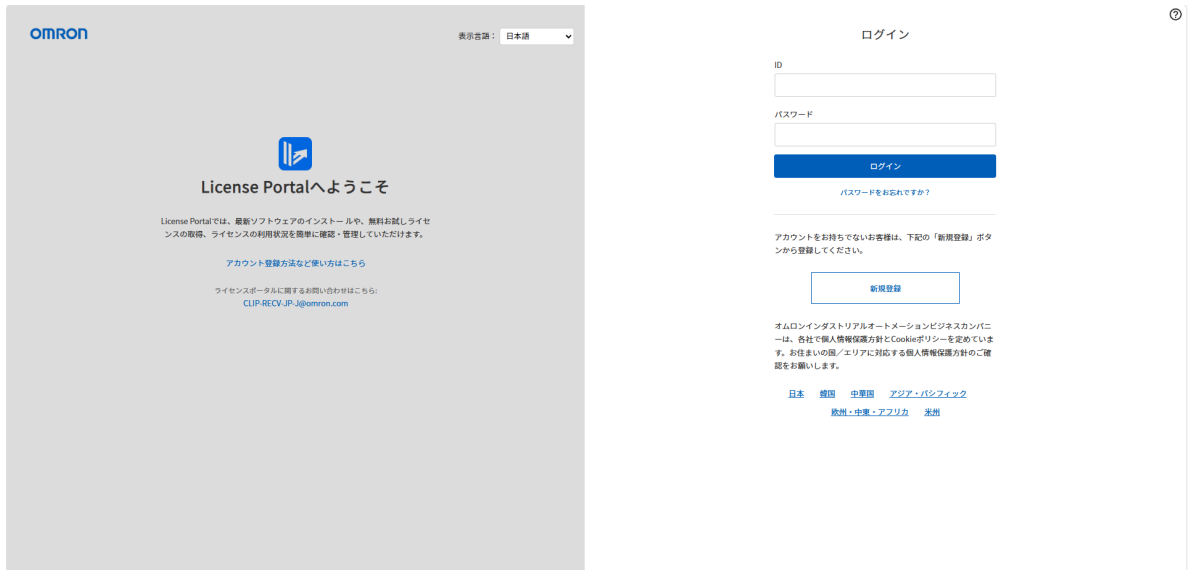 OMRON
表示言語： 日本語
License Portalへようこそ
License Portalでは、最新ソフトウェアのインストールや、無料お試しライセ
ンスの取得、ライセンスの利用状況を簡単に確認・管理していただけます。
アカウント登録方法など使い方はこちら
ライセンスポータルに関するお問い合わせはこちら:
CLIP-RECV-JP-J@omron.com
ログイン
ID
パスワード
ログイン
パスワードをお忘れですか？
アカウントをお持ちでないお客様は、下記の「新規登録」ボタ
ンから登録してください。
新規登録
オムロンインダストリアルオートメーションビジネスカンパニ
ーは、各社で個人情報保護方針とCookieポリシーを定めていま
す。お住まいの国／エリアに対応する個人情報保護方針のご確
認をお願いします。
日本 韓国 中華国 アジア・パシフィック
欧州・中東・アフリカ 米州